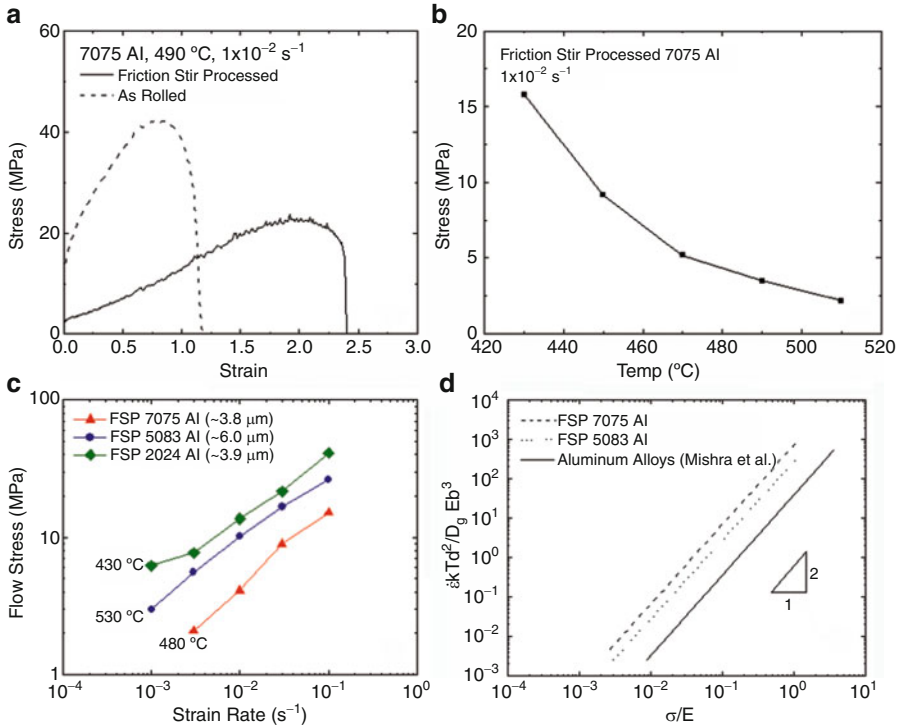 a
7075 Al, 490 ºC, 1x10⁻² s⁻¹
Friction Stir Processed
As Rolled
60
40
20
0
Stress (MPa)
0.0 0.5 1.0 1.5 2.0 2.5 3.0
Strain
b
Friction Stir Processed 7075 Al
1x10⁻² s⁻¹
20
15
10
5
0
Stress (MPa)
420 440 460 480 500 520
Temp (ºC)
c
FSP 7075 Al (~3.8 μm)
FSP 5083 Al (~6.0 μm)
FSP 2024 Al (~3.9 μm)
100
10
1
Flow Stress (MPa)
430 ºC
530 ºC
480 ºC
10⁻⁴ 10⁻³ 10⁻² 10⁻¹ 10⁰
Strain Rate (s⁻¹)
d
FSP 7075 Al
FSP 5083 Al
Aluminum Alloys (Mishra et al.)
10⁴
10³
10²
10¹
10⁰
10⁻¹
10⁻²
10⁻³
ε̇kTd²/D_g Eb³
2
1
10⁻⁴ 10⁻³ 10⁻² 10⁻¹ 10⁰ 10¹
σ/E